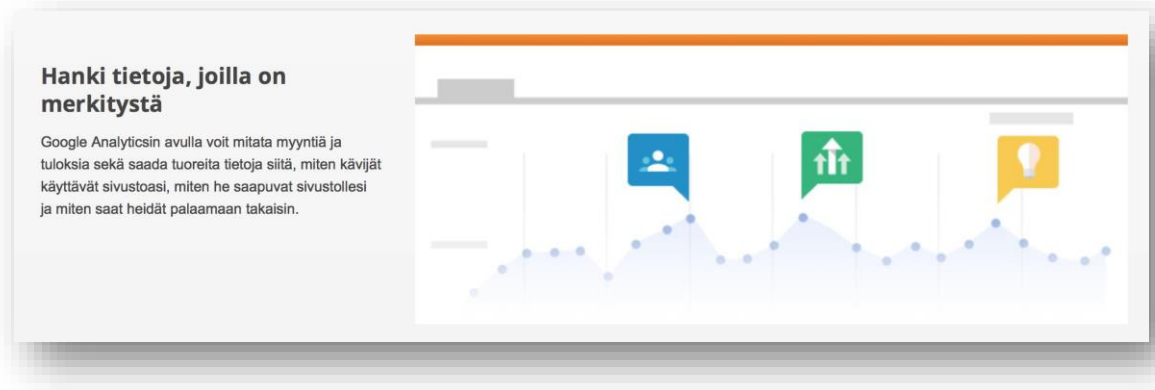 Hanki tietoja, joilla on
merkitystä
Google Analyticsin avulla voit mitata myyntiä ja
tuloksia sekä saada tuoreita tietoja siitä, miten kävijät
käyttävät sivustoasi, miten he saapuvat sivustollesi
ja miten saat heidät palaamaan takaisin.